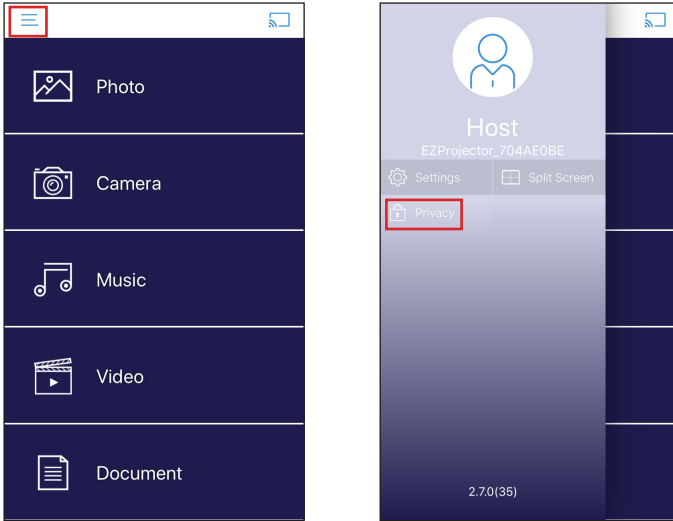 Photo
Camera
Music
Video
Document
Host
EZProjector_704AE0BE
Settings
Split Screen
Privacy
2.7.0(35)